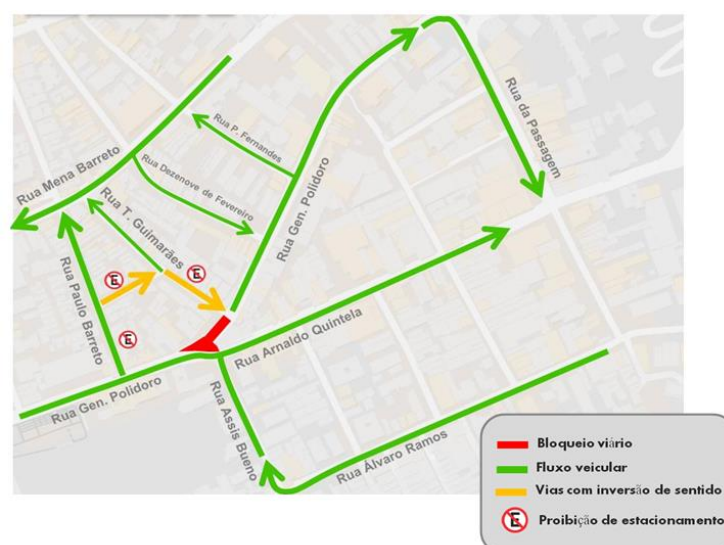 Rua da Passagem
Rua P. Fernandes
Rua Mena Barreto
Rua Dezenove de Fevereiro
Rua T. Guimarães
Rua Gen. Polidoro
E
E
Rua Paulo Barreto
E
Rua Arnaldo Quintela
Rua Gen. Polidoro
Rua Assis Bueno
Rua Álvaro Ramos
Bloqueio viário
Fluxo veicular
Vias com inversão de sentido
E Proibição de estacionamento